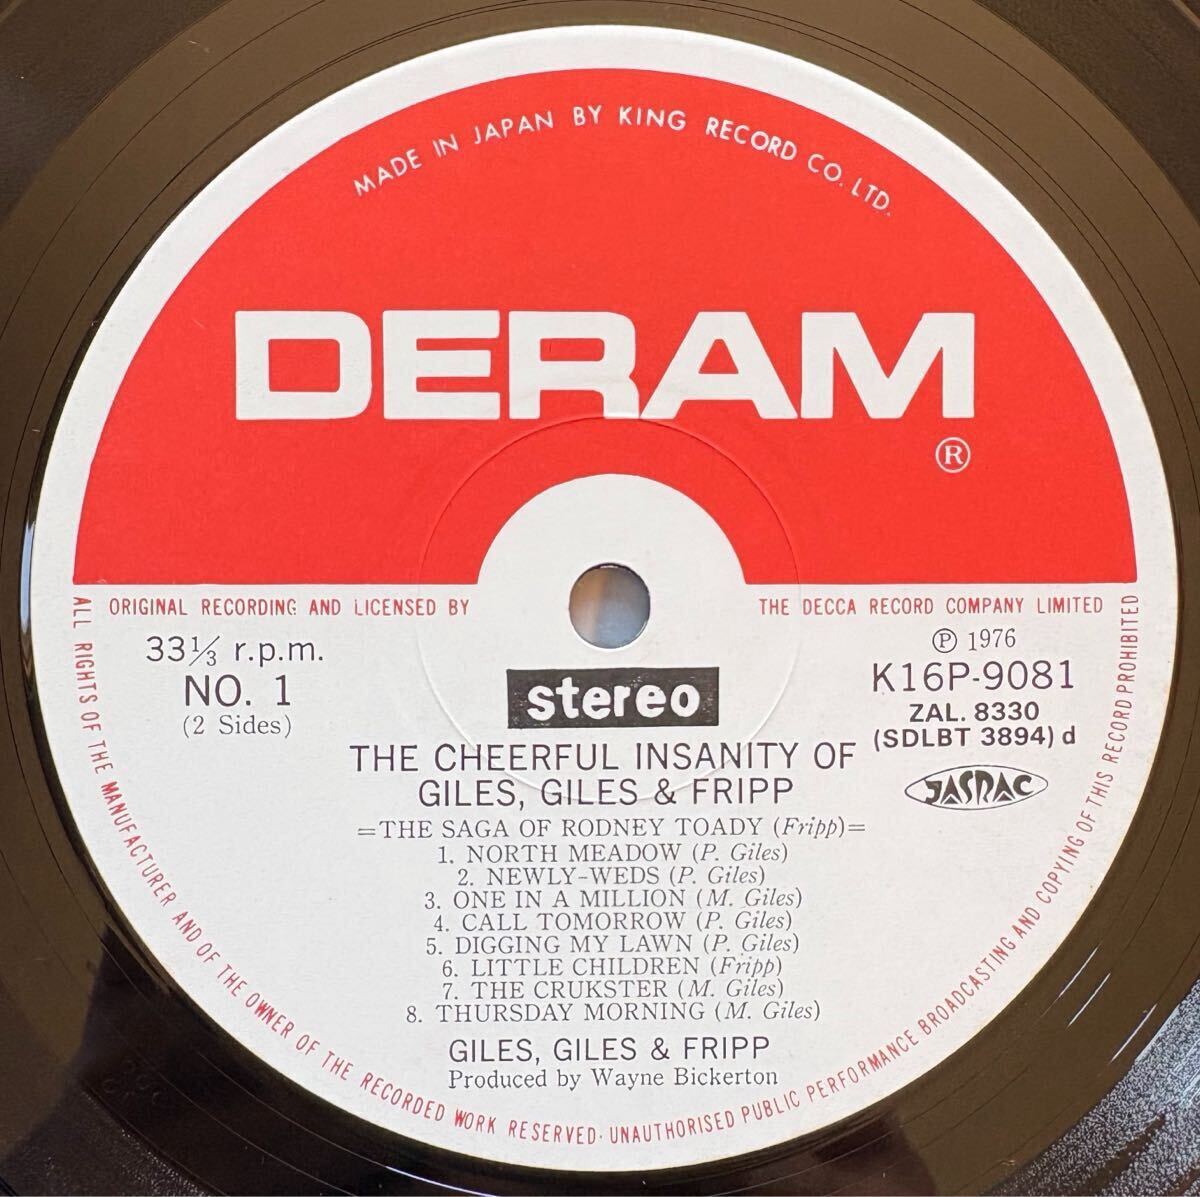 MADE IN JAPAN BY KING RECORD CO. LTD.
DERAM
®
ORIGINAL RECORDING AND LICENSED BY THE DECCA RECORD COMPANY LIMITED
33⅓ r.p.m.
NO. 1
(2 Sides)
stereo
℗ 1976
K16P-9081
ZAL. 8330
(SDLBT 3894) d
JASRAC
THE CHEERFUL INSANITY OF
GILES, GILES & FRIPP
=THE SAGA OF RODNEY TOADY (Fripp)=
1. NORTH MEADOW (P. Giles)
2. NEWLY-WEDS (P. Giles)
3. ONE IN A MILLION (M. Giles)
4. CALL TOMORROW (P. Giles)
5. DIGGING MY LAWN (P. Giles)
6. LITTLE CHILDREN (Fripp)
7. THE CRUKSTER (M. Giles)
8. THURSDAY MORNING (M. Giles)
GILES, GILES & FRIPP
Produced by Wayne Bickerton
ALL RIGHTS OF THE MANUFACTURER AND OF THE OWNER OF THE RECORDED WORK RESERVED· UNAUTHORISED PUBLIC PERFORMANCE BROADCASTING AND COPYING OF THIS RECORD PROHIBITED